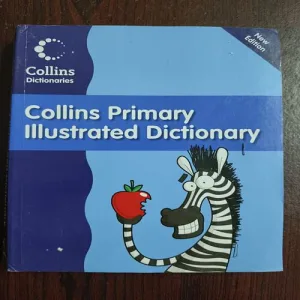 Collins
Dictionaries
New
Edition
Collins Primary
Illustrated Dictionary